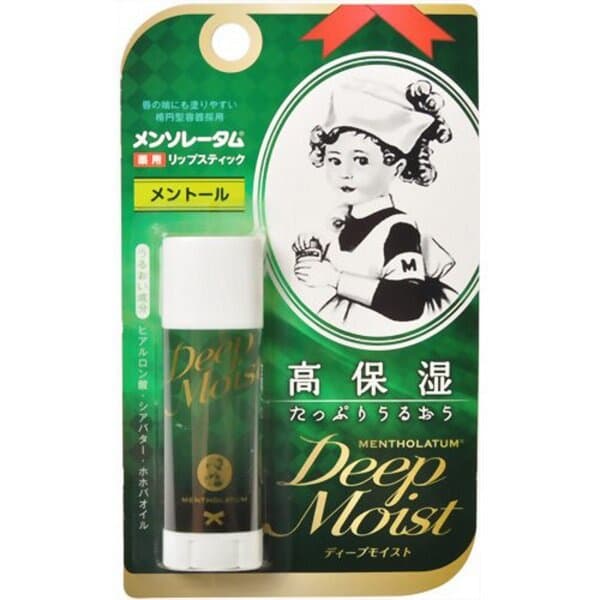 唇の端にも塗りやすい
楕円型容器採用
メンソレータム®
薬用 リップスティック
メントール
うるおい成分 ヒアルロン酸・シアバター・ホホバオイル
M
Deep
Moist
MENTHOLATUM
高保湿
たっぷりうるおう
MENTHOLATUM®
Deep
Moist
ディープモイスト